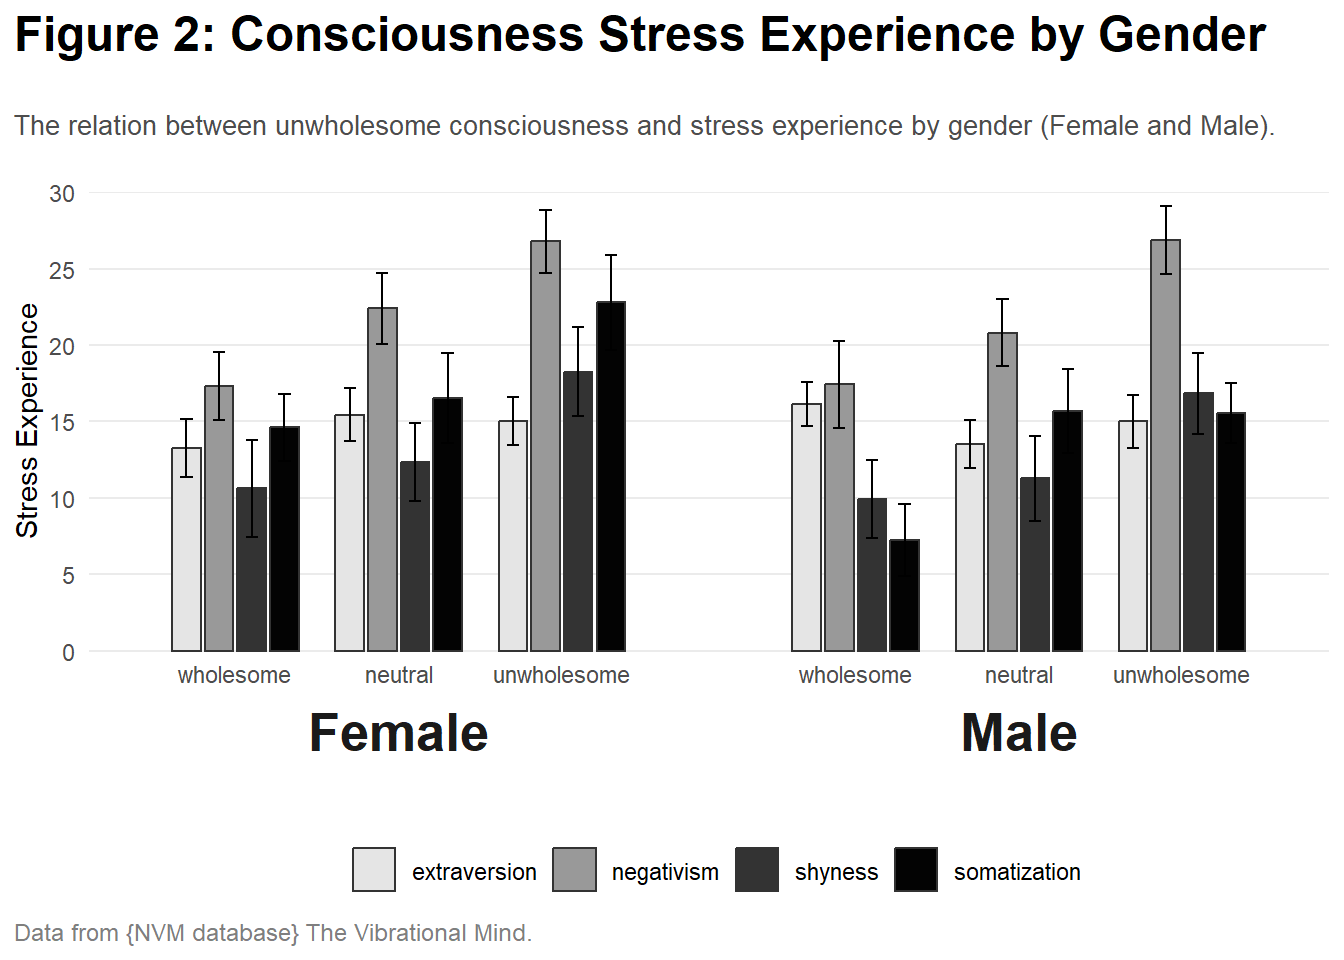 Figure 2: Consciousness Stress Experience by Gender
The relation between unwholesome consciousness and stress experience by gender (Female and Male).
Stress Experience
30
25
20
15
10
5
0
wholesome neutral unwholesome wholesome neutral unwholesome
Female Male
extraversion negativism shyness somatization
Data from {NVM database} The Vibrational Mind.